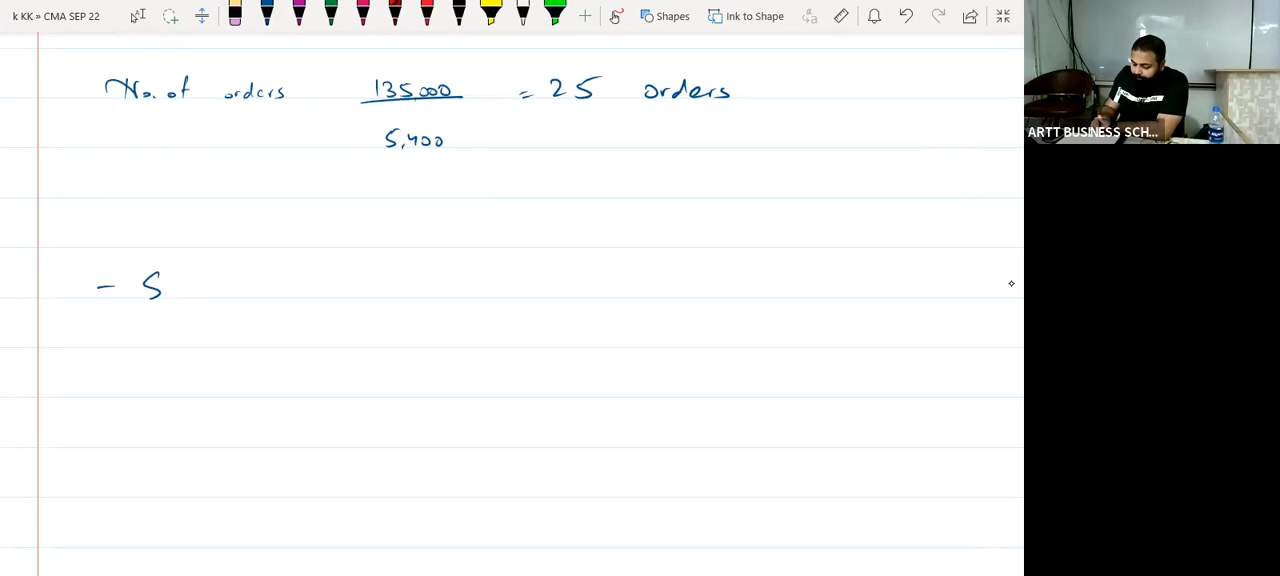 k KK » CMA SEP 22
Shapes
Ink to Shape
No. of orders 135,000 = 25 orders
5,400
- S
ARTT BUSINESS SCH...